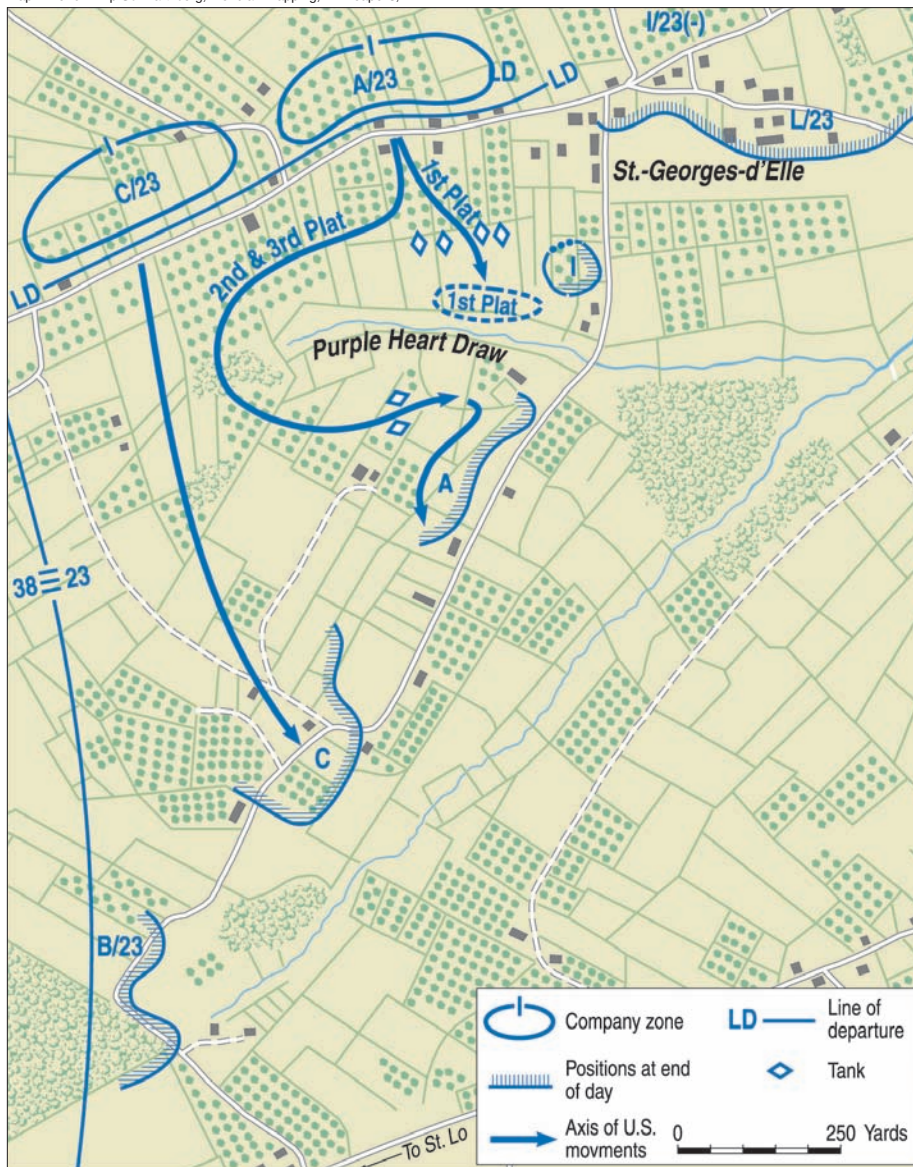 I/23(-)
A/23
LD
LD
L/23
C/23
1st Plat
St.-Georges-d'Elle
2nd & 3rd Plat
I
LD
1st Plat
Purple Heart Draw
A
38
23
C
B/23
Company zone
LD
Line of
departure
Positions at end
of day
Tank
Axis of U.S.
movments
0
250 Yards
To St. Lo